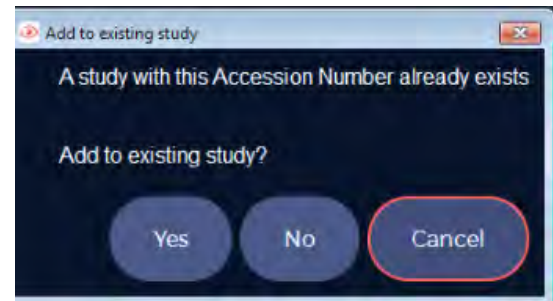 Add to existing study
A study with this Accession Number already exists
Add to existing study?
Yes No Cancel